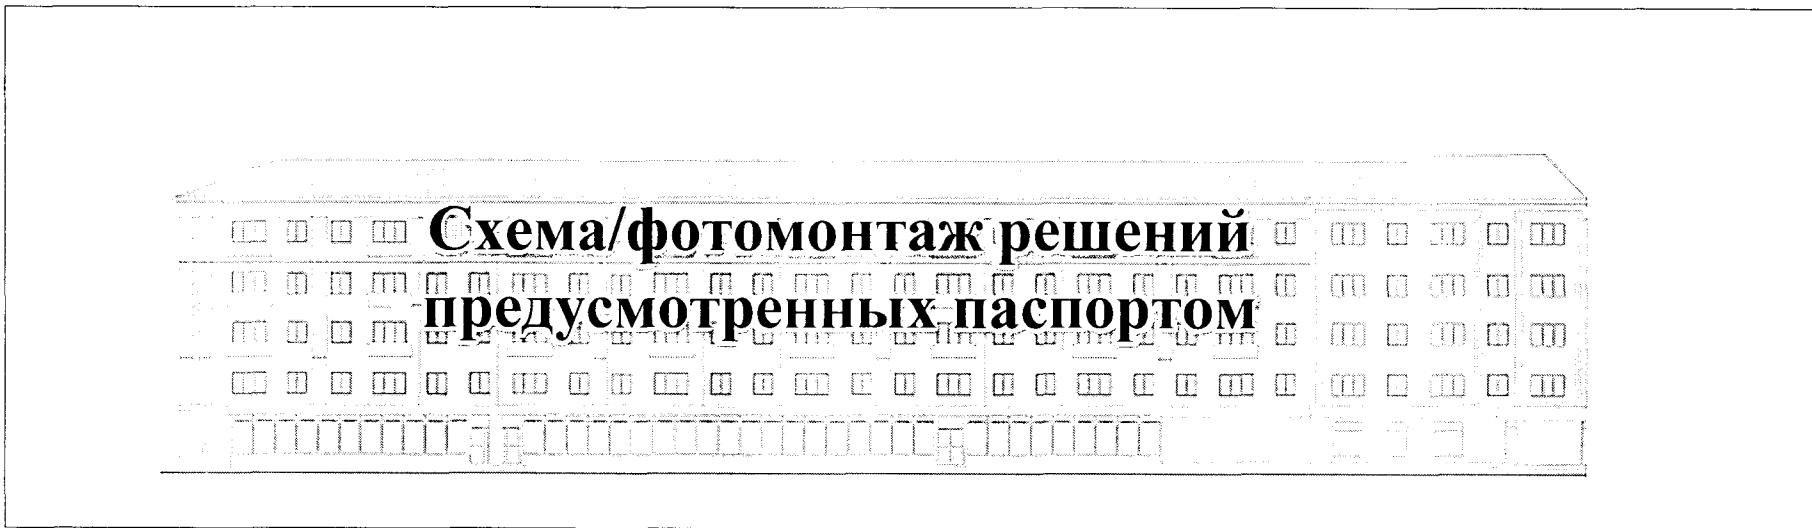 Схема/фотомонтаж решений
предусмотренных паспортом